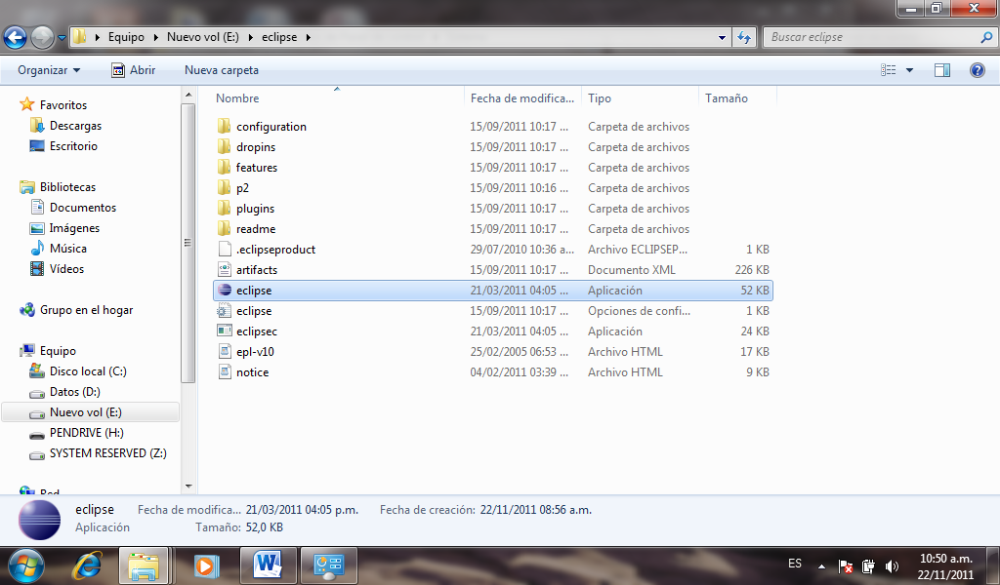 Equipo Nuevo vol (E:) eclipse
Buscar eclipse
Organizar Abrir Nueva carpeta
Favoritos
Descargas
Escritorio
Bibliotecas
Documentos
Imágenes
Música
Vídeos
Grupo en el hogar
Equipo
Disco local (C:)
Datos (D:)
Nuevo vol (E:)
PENDRIVE (H:)
SYSTEM RESERVED (Z:)
Red
Nombre Fecha de modifica... Tipo Tamaño
configuration 15/09/2011 10:17 ... Carpeta de archivos
dropins 15/09/2011 10:17 ... Carpeta de archivos
features 15/09/2011 10:17 ... Carpeta de archivos
p2 15/09/2011 10:16 ... Carpeta de archivos
plugins 15/09/2011 10:17 ... Carpeta de archivos
readme 15/09/2011 10:17 ... Carpeta de archivos
.eclipseproduct 29/07/2010 10:36 a... Archivo ECLIPSEP... 1 KB
artifacts 15/09/2011 10:17 ... Documento XML 226 KB
eclipse 21/03/2011 04:05 ... Aplicación 52 KB
eclipse 15/09/2011 10:17 ... Opciones de confi... 1 KB
eclipsec 21/03/2011 04:05 ... Aplicación 24 KB
epl-v10 25/02/2005 06:53 ... Archivo HTML 17 KB
notice 04/02/2011 03:39 ... Archivo HTML 9 KB
eclipse Fecha de modifica... 21/03/2011 04:05 p.m. Fecha de creación: 22/11/2011 08:56 a.m.
Aplicación Tamaño: 52,0 KB
ES
10:50 a.m.
22/11/2011